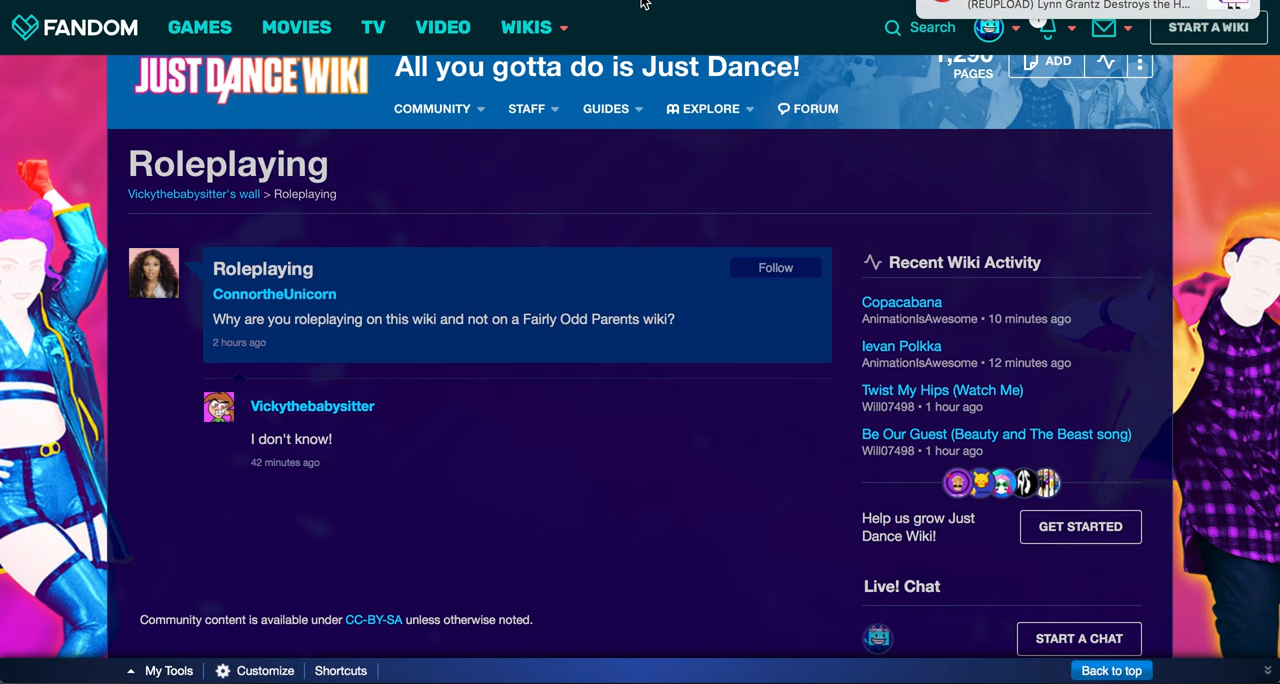 (REUPLOAD) Lynn Grantz Destroys the H...
FANDOM GAMES MOVIES TV VIDEO WIKIS Search START A WIKI
JUST DANCE WIKI All you gotta do is Just Dance! 1,290
PAGES ADD
COMMUNITY STAFF GUIDES EXPLORE FORUM
Roleplaying
Vickythebabysitter's wall > Roleplaying
Roleplaying Follow
ConnortheUnicorn
Why are you roleplaying on this wiki and not on a Fairly Odd Parents wiki?
2 hours ago
Vickythebabysitter
I don't know!
42 minutes ago
Recent Wiki Activity
Copacabana
AnimationIsAwesome • 10 minutes ago
Ievan Polkka
AnimationIsAwesome • 12 minutes ago
Twist My Hips (Watch Me)
Will07498 • 1 hour ago
Be Our Guest (Beauty and The Beast song)
Will07498 • 1 hour ago
Help us grow Just
Dance Wiki!
GET STARTED
Live! Chat
START A CHAT
Community content is available under CC-BY-SA unless otherwise noted.
My Tools Customize Shortcuts Back to top